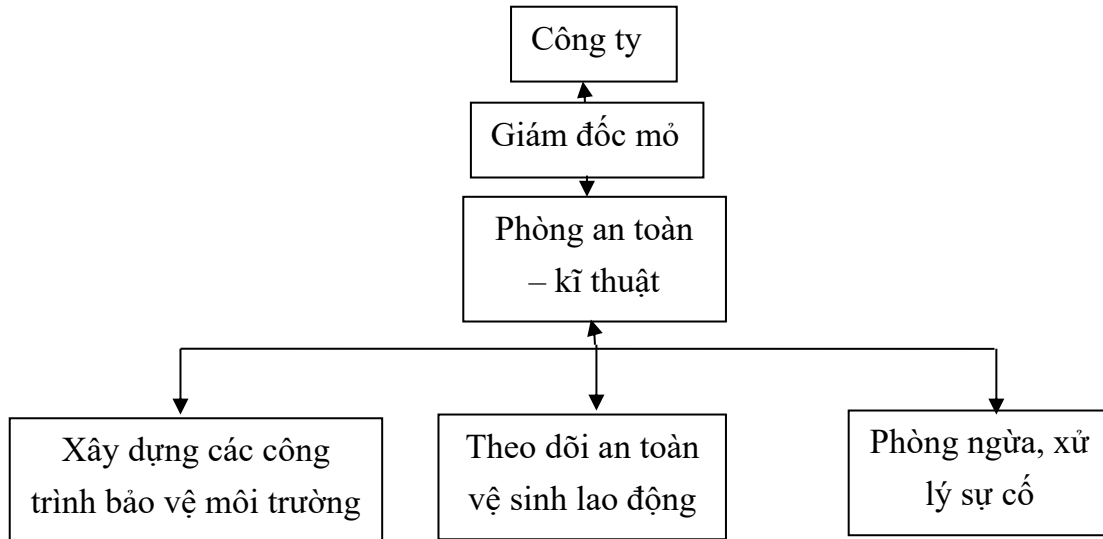 Công ty
Giám đốc mỏ
Phòng an toàn
– kĩ thuật
Xây dựng các công
trình bảo vệ môi trường
Theo dõi an toàn
vệ sinh lao động
Phòng ngừa, xử
lý sự cố